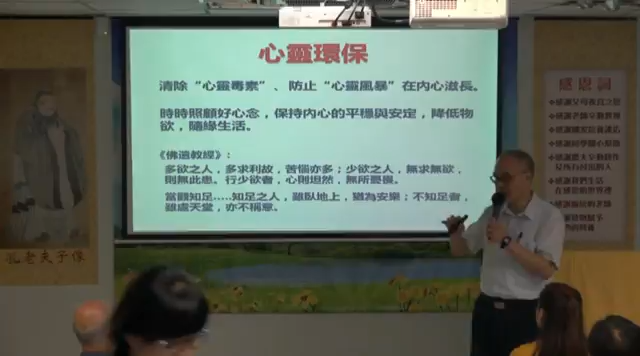 心靈環保
清除“心靈毒素”、防止“心靈風暴”在內心滋長。
時時照顧好心念，保持內心的平穩與安定，降低物
欲，隨緣生活。
《佛遺教經》：
多欲之人，多求利故，苦惱亦多；少欲之人，無求無欲，
則無此患。行少欲者，心則坦然，無所憂畏。
當觀知足……知足之人，雖臥地上，猶為安樂；不知足者，
雖處天堂，亦不稱意。
孔老夫子像
感恩詞